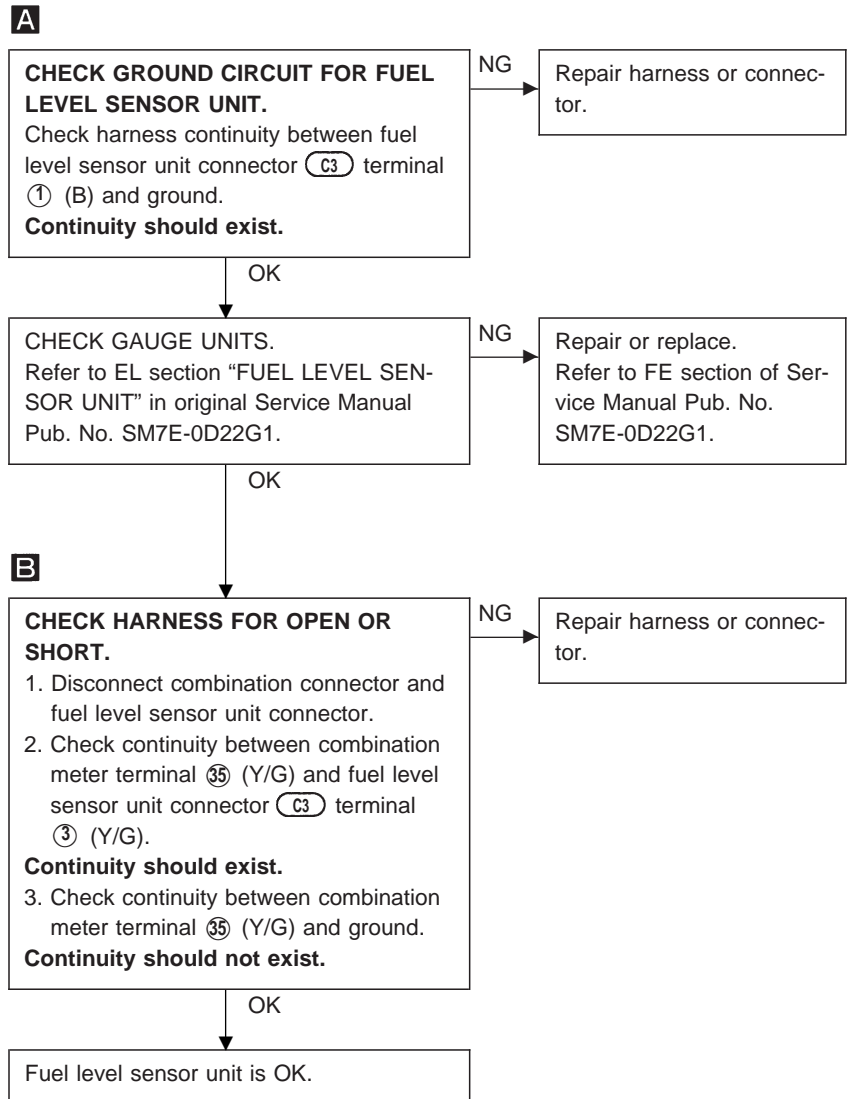 A
CHECK GROUND CIRCUIT FOR FUEL
LEVEL SENSOR UNIT.
Check harness continuity between fuel
level sensor unit connector C3 terminal
① (B) and ground.
Continuity should exist.
NG
Repair harness or connec-
tor.
OK
CHECK GAUGE UNITS.
Refer to EL section “FUEL LEVEL SEN-
SOR UNIT” in original Service Manual
Pub. No. SM7E-0D22G1.
NG
Repair or replace.
Refer to FE section of Ser-
vice Manual Pub. No.
SM7E-0D22G1.
OK
B
CHECK HARNESS FOR OPEN OR
SHORT.
1. Disconnect combination connector and
fuel level sensor unit connector.
2. Check continuity between combination
meter terminal ㉟ (Y/G) and fuel level
sensor unit connector C3 terminal
③ (Y/G).
Continuity should exist.
3. Check continuity between combination
meter terminal ㉟ (Y/G) and ground.
Continuity should not exist.
NG
Repair harness or connec-
tor.
OK
Fuel level sensor unit is OK.